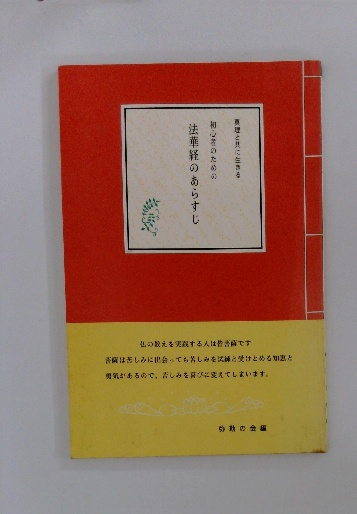 真理と共に生きる
初心者のための
法華経のあらすじ
仏の教えを実践する人は皆菩薩です
菩薩は苦しみに出会っても苦しみを試練と受けとめる知恵と
勇気があるので、苦しみを喜びに変えてしまいます。
弥勒の会編